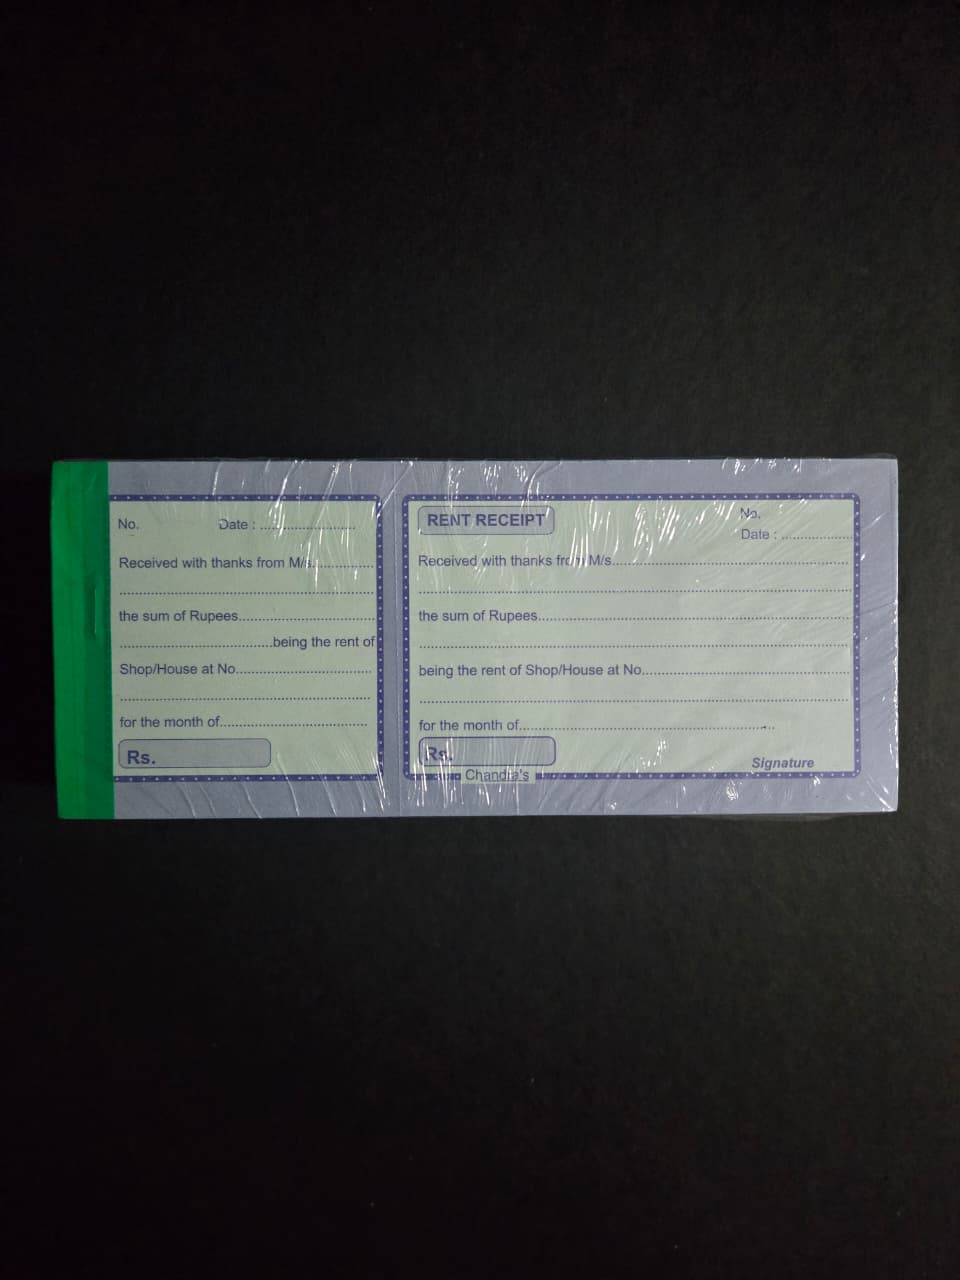 No. Date : ........................
Received with thanks from M/s...............
................................................................
the sum of Rupees..................................
.......................................being the rent of
Shop/House at No...................................
...............................................................
for the month of.....................................
Rs.
RENT RECEIPT
No.
Date : ..................
Received with thanks from M/s............................................................
.............................................................................................................
the sum of Rupees...............................................................................
.............................................................................................................
being the rent of Shop/House at No....................................................
.............................................................................................................
for the month of................................................................
Rs.
Signature
Chandra's